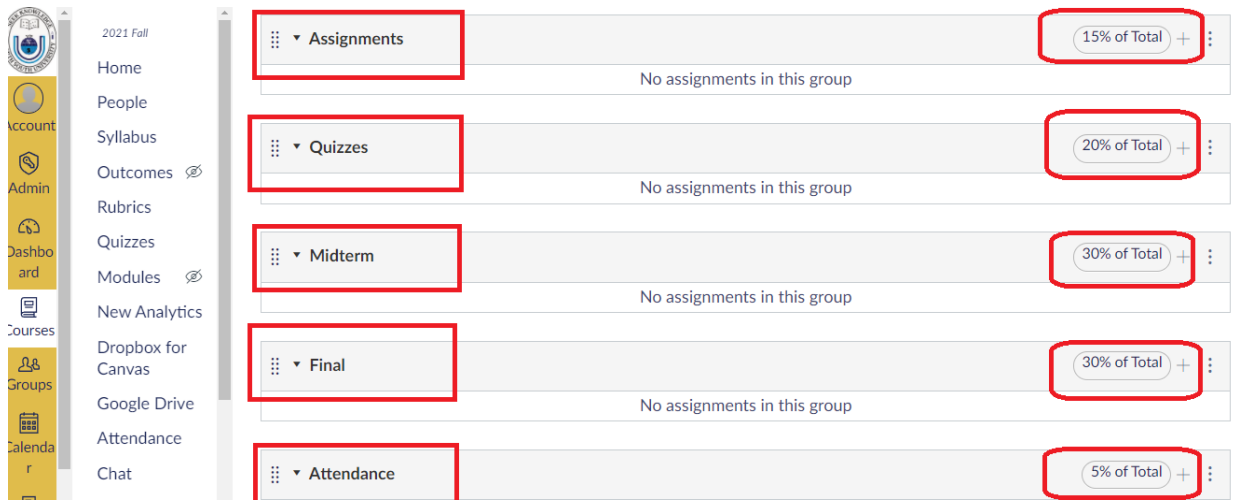 Account
Admin
Dashbo
ard
Courses
Groups
Calenda
r
2021 Fall
Home
People
Syllabus
Outcomes
Rubrics
Quizzes
Modules
New Analytics
Dropbox for
Canvas
Google Drive
Attendance
Chat
Assignments 15% of Total
No assignments in this group
Quizzes 20% of Total
No assignments in this group
Midterm 30% of Total
No assignments in this group
Final 30% of Total
No assignments in this group
Attendance 5% of Total